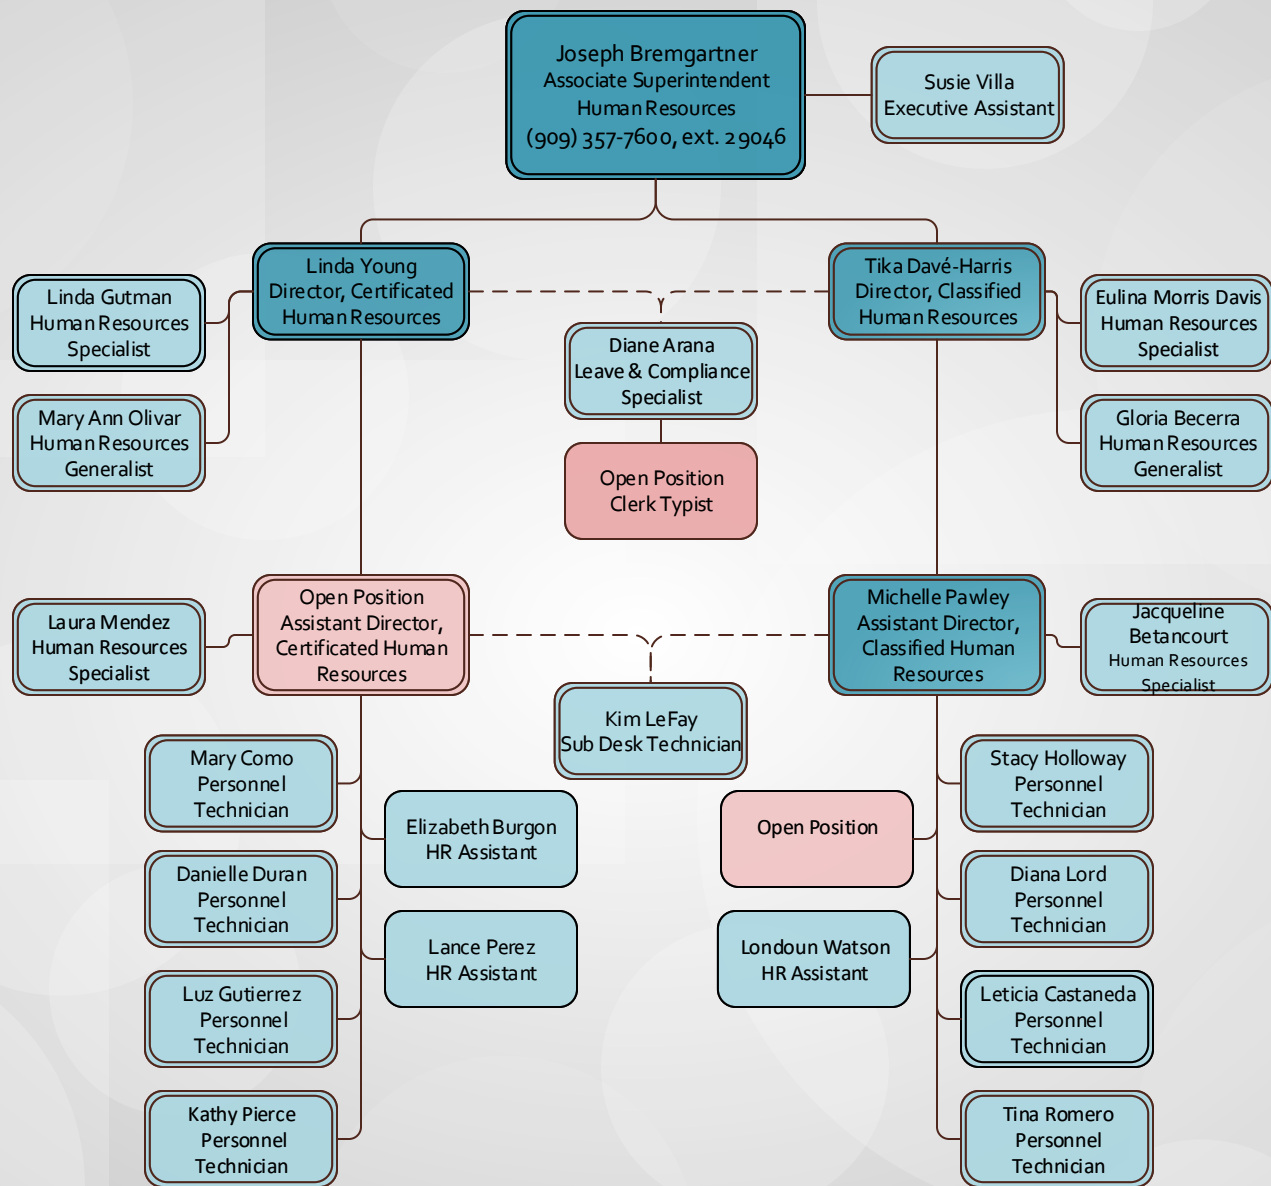 Joseph Bremgartner
Associate Superintendent
Human Resources
(909) 357-7600, ext. 29046
Susie Villa
Executive Assistant
Linda Young
Director, Certificated
Human Resources
Tika Davé-Harris
Director, Classified
Human Resources
Linda Gutman
Human Resources
Specialist
Eulina Morris Davis
Human Resources
Specialist
Diane Arana
Leave & Compliance
Specialist
Mary Ann Olivar
Human Resources
Generalist
Gloria Becerra
Human Resources
Generalist
Open Position
Clerk Typist
Open Position
Assistant Director,
Certificated Human
Resources
Michelle Pawley
Assistant Director,
Classified Human
Resources
Laura Mendez
Human Resources
Specialist
Jacqueline
Betancourt
Human Resources
Specialist
Kim LeFay
Sub Desk Technician
Mary Como
Personnel
Technician
Stacy Holloway
Personnel
Technician
Elizabeth Burgon
HR Assistant
Open Position
Danielle Duran
Personnel
Technician
Diana Lord
Personnel
Technician
Lance Perez
HR Assistant
Londoun Watson
HR Assistant
Luz Gutierrez
Personnel
Technician
Leticia Castaneda
Personnel
Technician
Kathy Pierce
Personnel
Technician
Tina Romero
Personnel
Technician